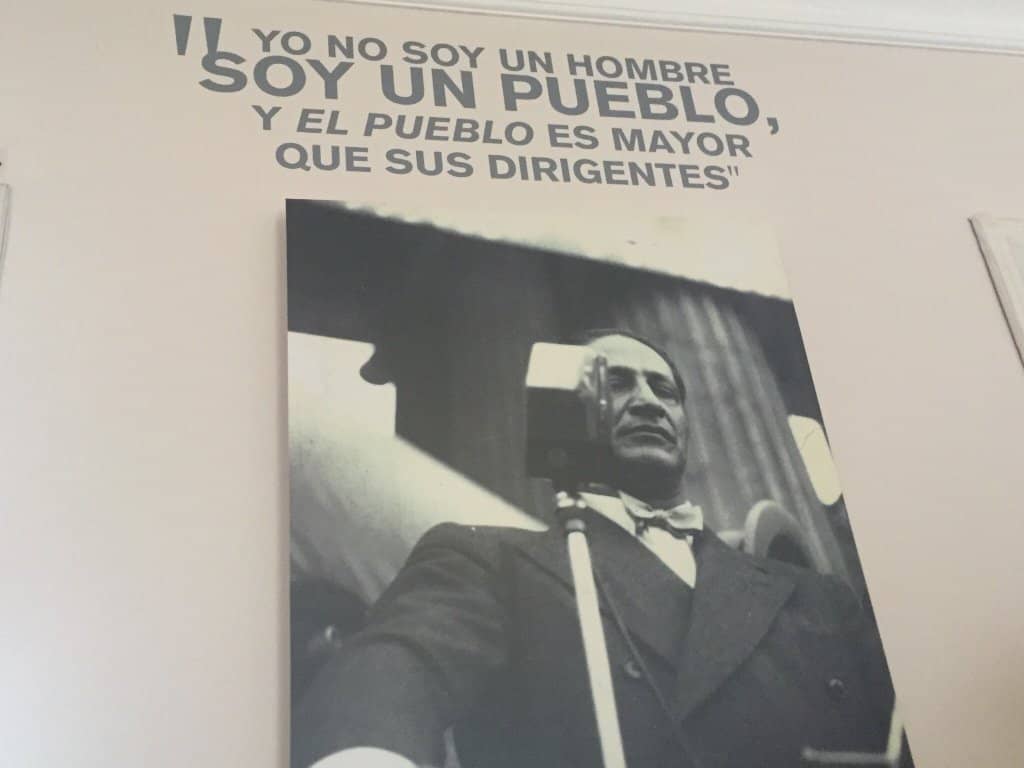 "YO NO SOY UN HOMBRE
SOY UN PUEBLO,
Y EL PUEBLO ES MAYOR
QUE SUS DIRIGENTES"